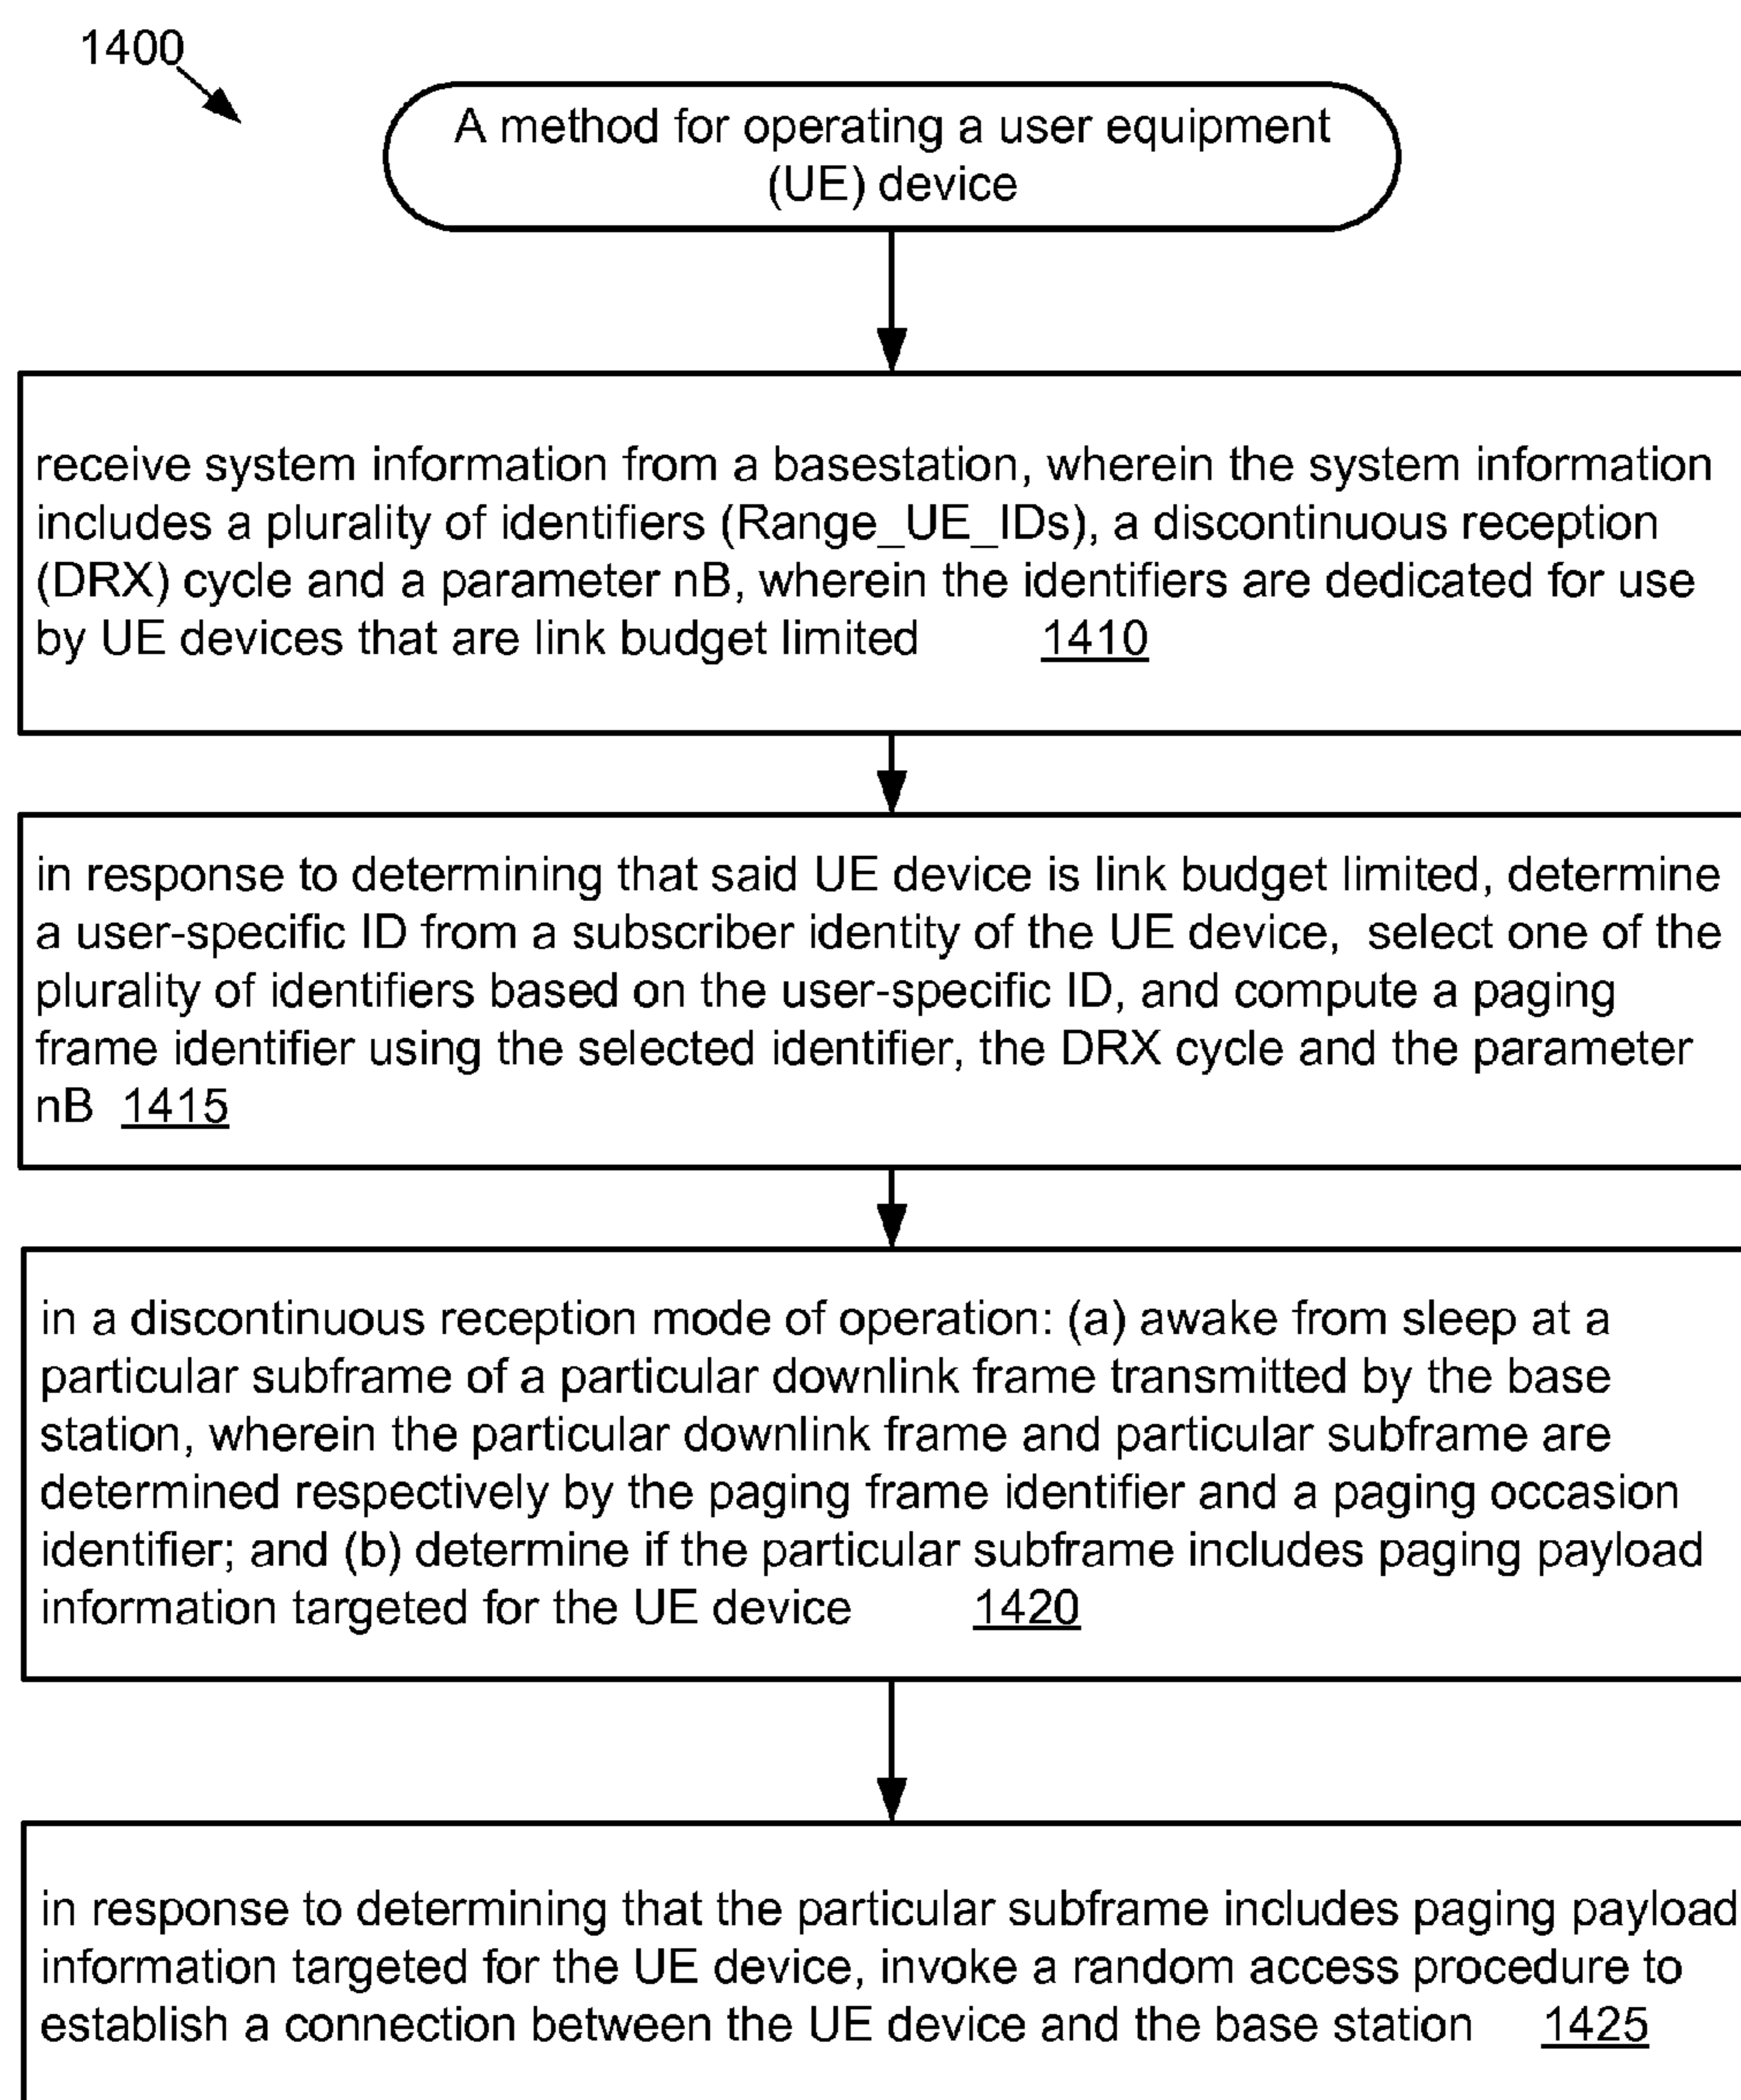 1400
A method for operating a user equipment
(UE) device
receive system information from a basestation, wherein the system information
includes a plurality of identifiers (Range_UE_IDs), a discontinuous reception
(DRX) cycle and a parameter nB, wherein the identifiers are dedicated for use
by UE devices that are link budget limited 1410
in response to determining that said UE device is link budget limited, determine
a user-specific ID from a subscriber identity of the UE device, select one of the
plurality of identifiers based on the user-specific ID, and compute a paging
frame identifier using the selected identifier, the DRX cycle and the parameter
nB 1415
in a discontinuous reception mode of operation: (a) awake from sleep at a
particular subframe of a particular downlink frame transmitted by the base
station, wherein the particular downlink frame and particular subframe are
determined respectively by the paging frame identifier and a paging occasion
identifier; and (b) determine if the particular subframe includes paging payload
information targeted for the UE device 1420
in response to determining that the particular subframe includes paging payload
information targeted for the UE device, invoke a random access procedure to
establish a connection between the UE device and the base station 1425